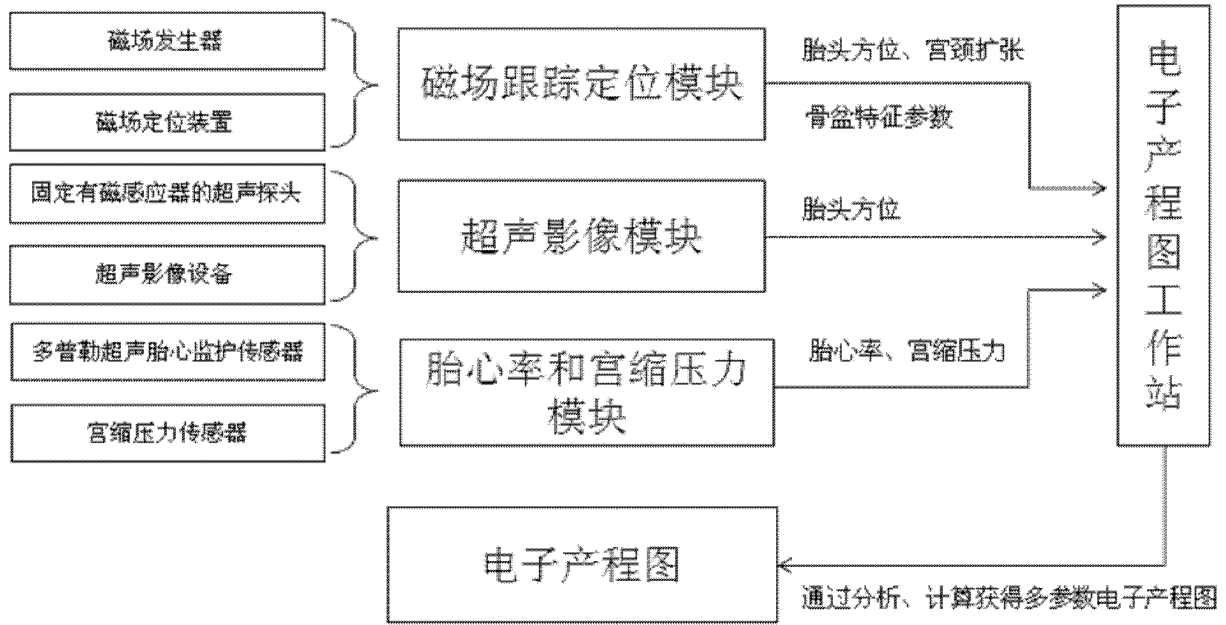 磁场发生器
磁场定位装置
磁场跟踪定位模块
胎头方位、宫颈扩张
骨盆特征参数
固定有磁感应器的超声探头
超声影像设备
超声影像模块
胎头方位
多普勒超声胎心监护传感器
宫缩压力传感器
胎心率和宫缩压力
模块
胎心率、宫缩压力
电子产程图工作站
电子产程图
通过分析、计算获得多参数电子产程图